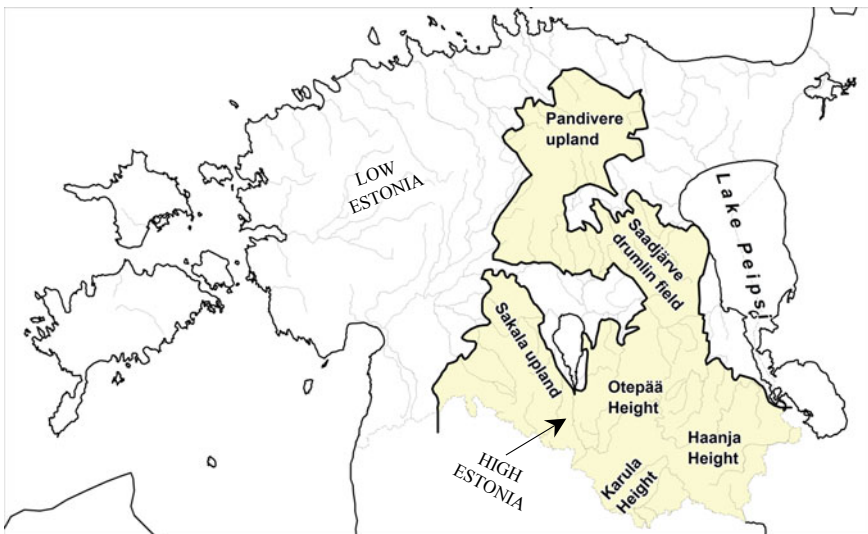 Pandivere
upland
LOW
ESTONIA
Lake Peipsi
Saadjärve
drumlin field
Sakala upland
Otepää
Height
Haanja
Height
HIGH
ESTONIA
Karula
Height